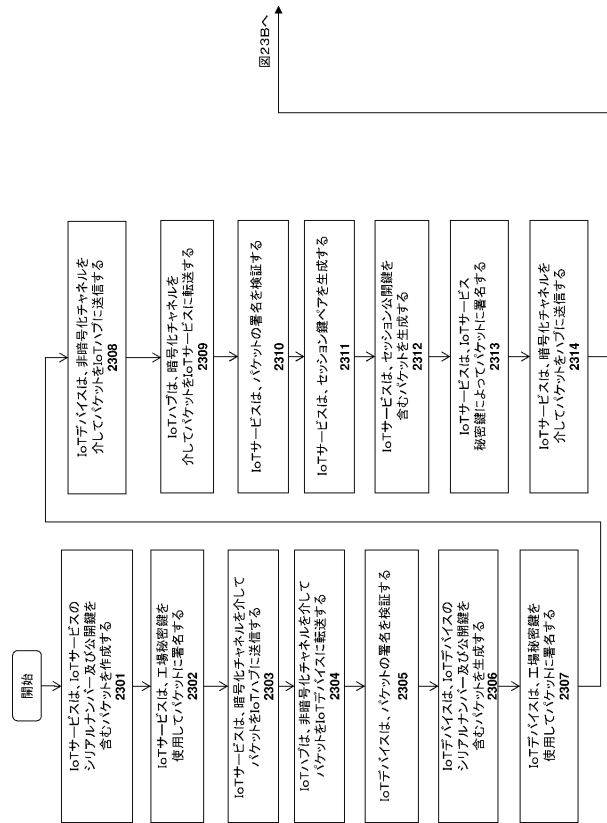 開始
IoTサービスは、IoTサービスの
シリアルナンバー及び公開鍵を
含むパケットを作成する
2301
IoTサービスは、工場秘密鍵を
使用してパケットに署名する
2302
IoTサービスは、暗号化チャネルを介して
パケットをIoTハブに送信する
2303
IoTハブは、非暗号化チャネルを介して
パケットをIoTデバイスに転送する
2304
IoTデバイスは、パケットの署名を検証する
2305
IoTデバイスは、IoTデバイスの
シリアルナンバー及び公開鍵を
含むパケットを生成する
2306
IoTデバイスは、工場秘密鍵を
使用してパケットに署名する
2307
IoTデバイスは、非暗号化チャネルを
介してパケットをIoTハブに送信する
2308
IoTハブは、暗号化チャネルを
介してパケットをIoTサービスに転送する
2309
IoTサービスは、パケットの署名を検証する
2310
IoTサービスは、セッション鍵ペアを生成する
2311
IoTサービスは、セッション公開鍵を
含むパケットを生成する
2312
IoTサービスは、IoTサービス
秘密鍵によってパケットに署名する
2313
IoTサービスは、暗号化チャネルを
介してパケットをハブに送信する
2314
図23Bへ